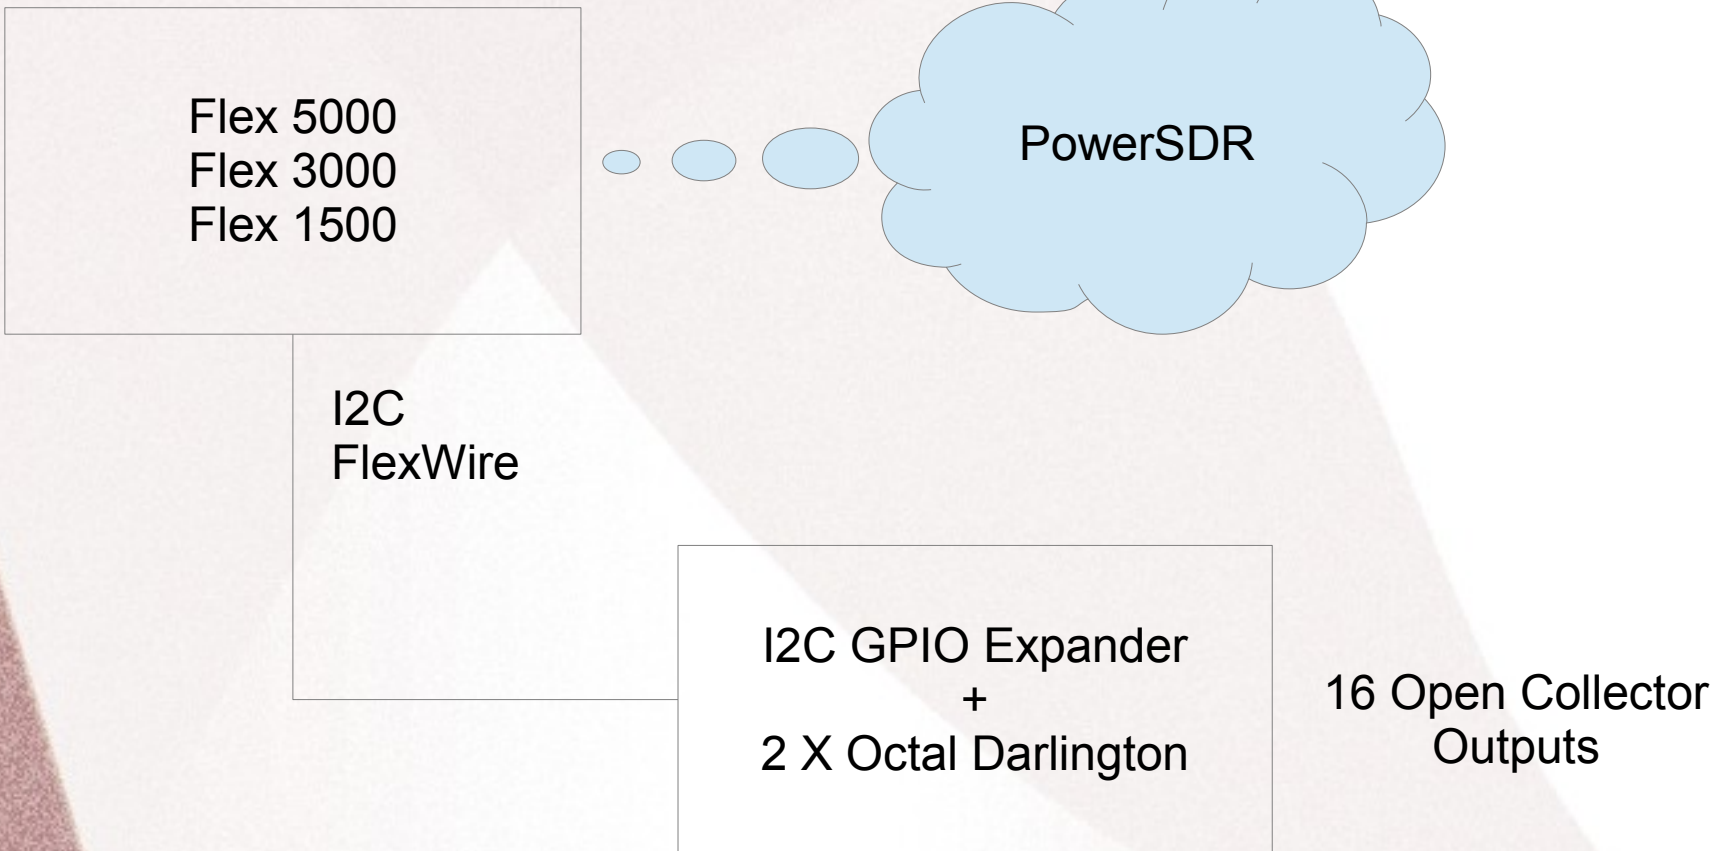 Flex 5000
Flex 3000
Flex 1500
PowerSDR
I2C
FlexWire
I2C GPIO Expander
+
2 X Octal Darlington
16 Open Collector
Outputs